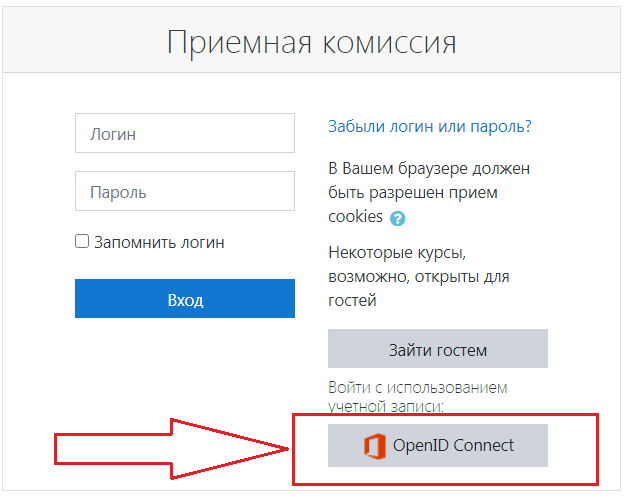 Приемная комиссия
Логин
Пароль
Запомнить логин
Вход
Забыли логин или пароль?
В Вашем браузере должен
быть разрешен прием
cookies
Некоторые курсы,
возможно, открыты для
гостей
Зайти гостем
Войти с использованием
учетной записи:
OpenID Connect